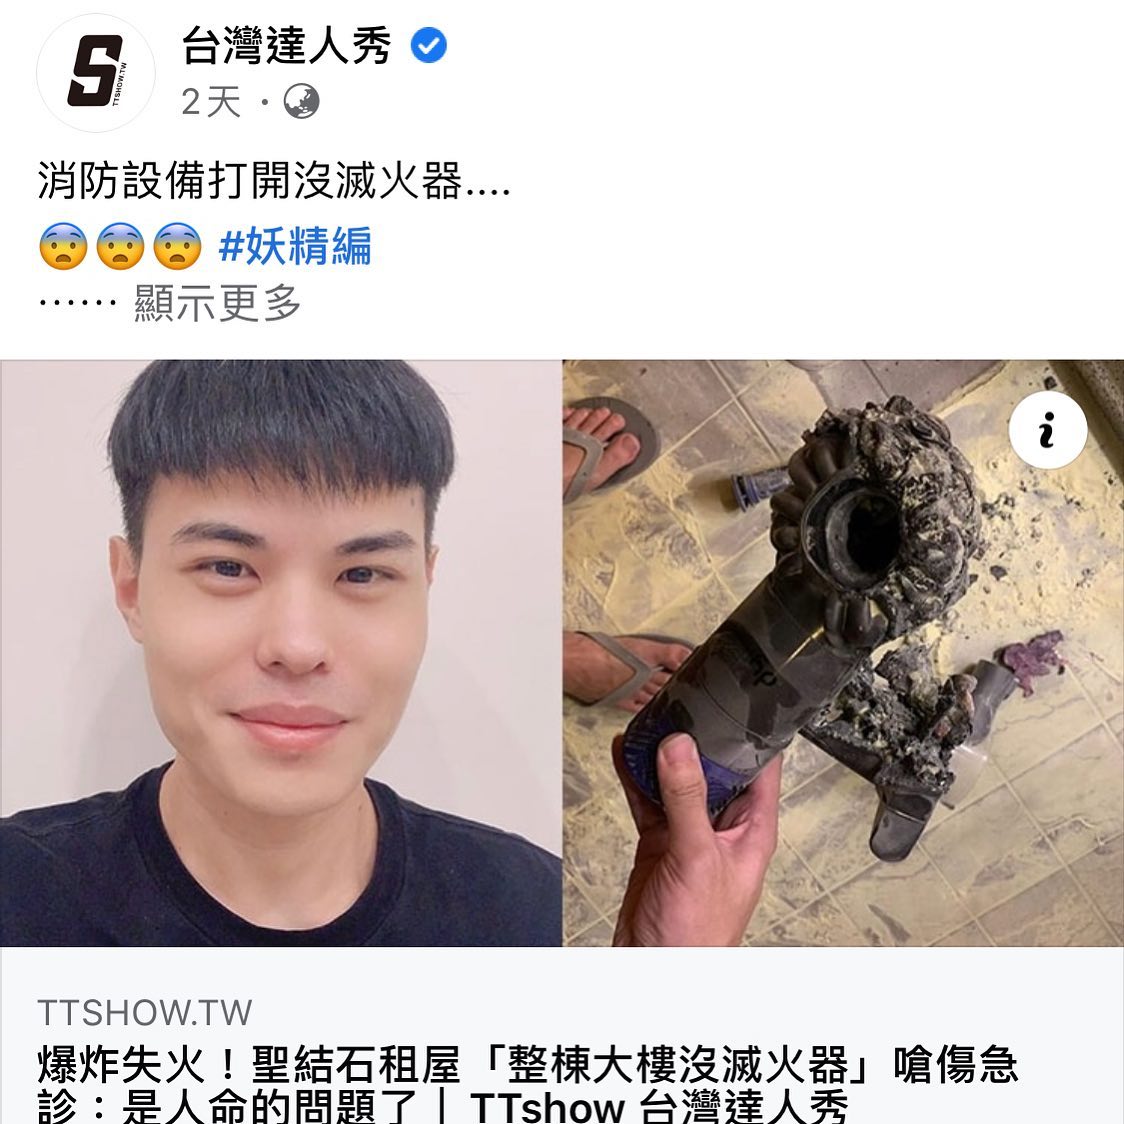 S
TTSHOW.TW
台灣達人秀
2天 ·
消防設備打開沒滅火器....
#妖精編
⋯⋯ 顯示更多
i
TTSHOW.TW
爆炸失火！聖結石租屋「整棟大樓沒滅火器」嗆傷急
診：是人命的問題了│ TTshow 台灣達人秀